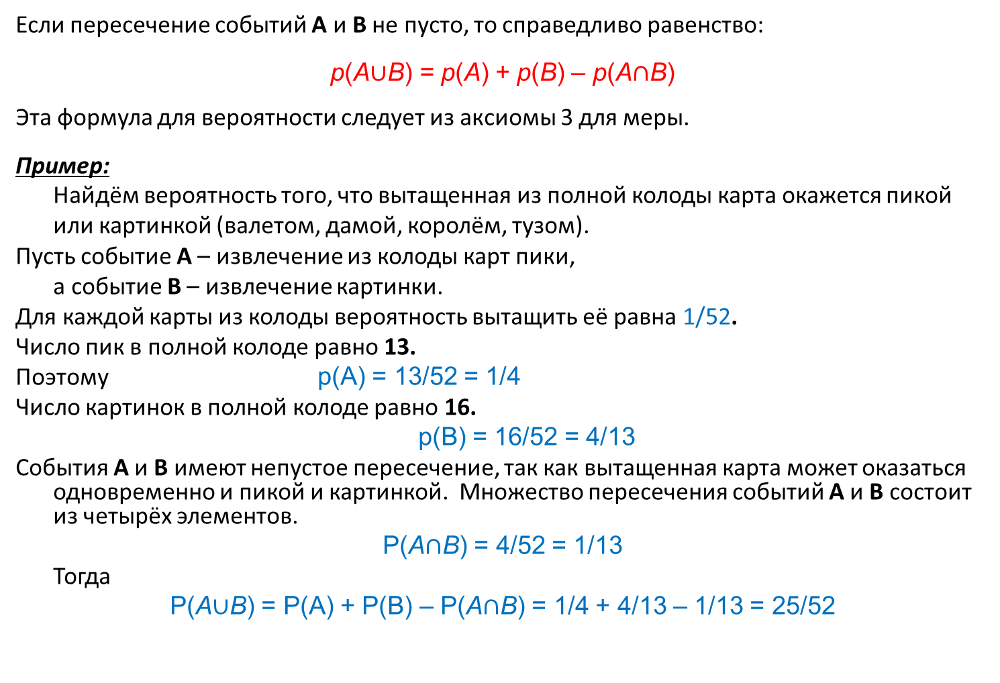 Если пересечение событий A и B не пусто, то справедливо равенство:
p(A∪B) = p(A) + p(B) – p(A∩B)
Эта формула для вероятности следует из аксиомы 3 для меры.
Пример:
Найдём вероятность того, что вытащенная из полной колоды карта окажется пикой
или картинкой (валетом, дамой, королём, тузом).
Пусть событие A – извлечение из колоды карт пики,
а событие B – извлечение картинки.
Для каждой карты из колоды вероятность вытащить её равна 1/52.
Число пик в полной колоде равно 13.
Поэтому p(A) = 13/52 = 1/4
Число картинок в полной колоде равно 16.
p(B) = 16/52 = 4/13
События A и B имеют непустое пересечение, так как вытащенная карта может оказаться
одновременно и пикой и картинкой. Множество пересечения событий A и B состоит
из четырёх элементов.
P(A∩B) = 4/52 = 1/13
Тогда
P(A∪B) = P(A) + P(B) – P(A∩B) = 1/4 + 4/13 – 1/13 = 25/52